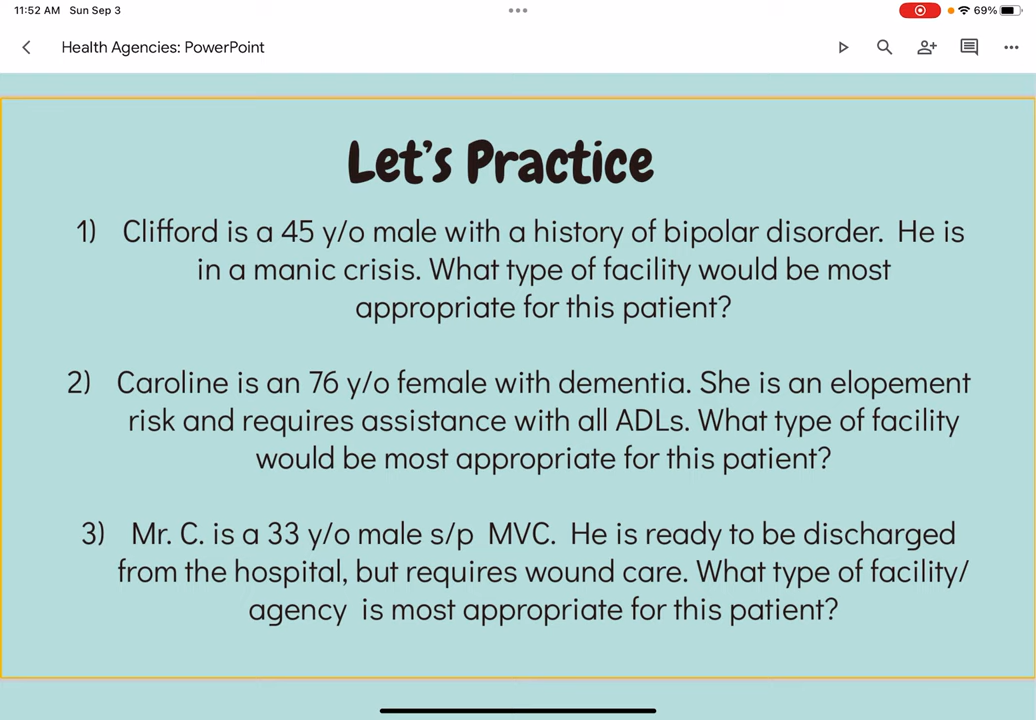 11:52 AM Sun Sep 3
69%
Health Agencies: PowerPoint
Let's Practice
1) Clifford is a 45 y/o male with a history of bipolar disorder. He is
in a manic crisis. What type of facility would be most
appropriate for this patient?
2) Caroline is an 76 y/o female with dementia. She is an elopement
risk and requires assistance with all ADLs. What type of facility
would be most appropriate for this patient?
3) Mr. C. is a 33 y/o male s/p MVC. He is ready to be discharged
from the hospital, but requires wound care. What type of facility/
agency is most appropriate for this patient?